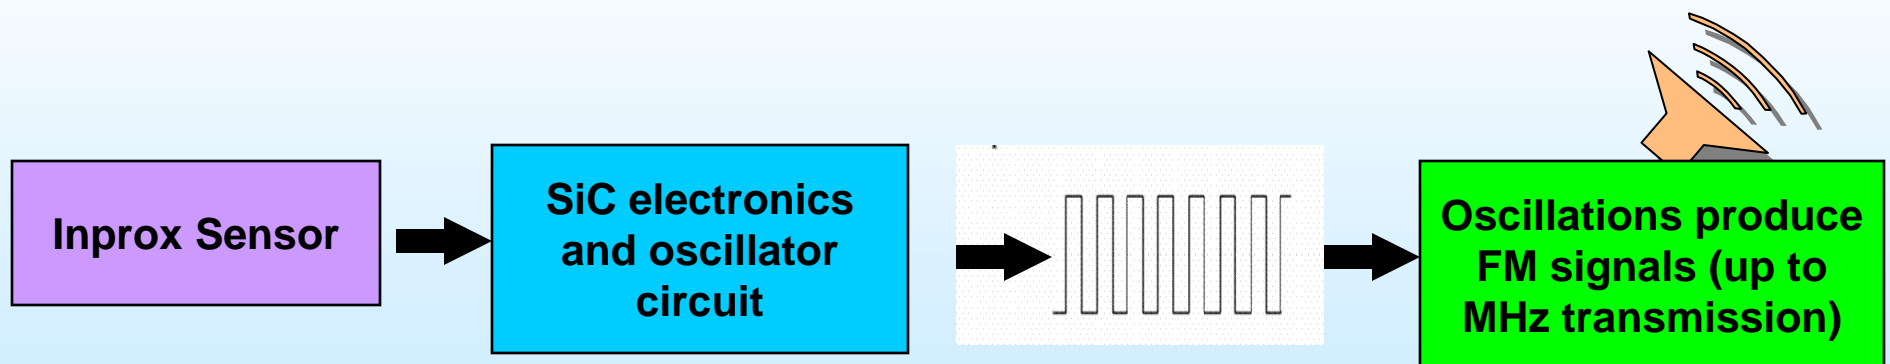 Inprox Sensor
SiC electronics
and oscillator
circuit
Oscillations produce
FM signals (up to
MHz transmission)